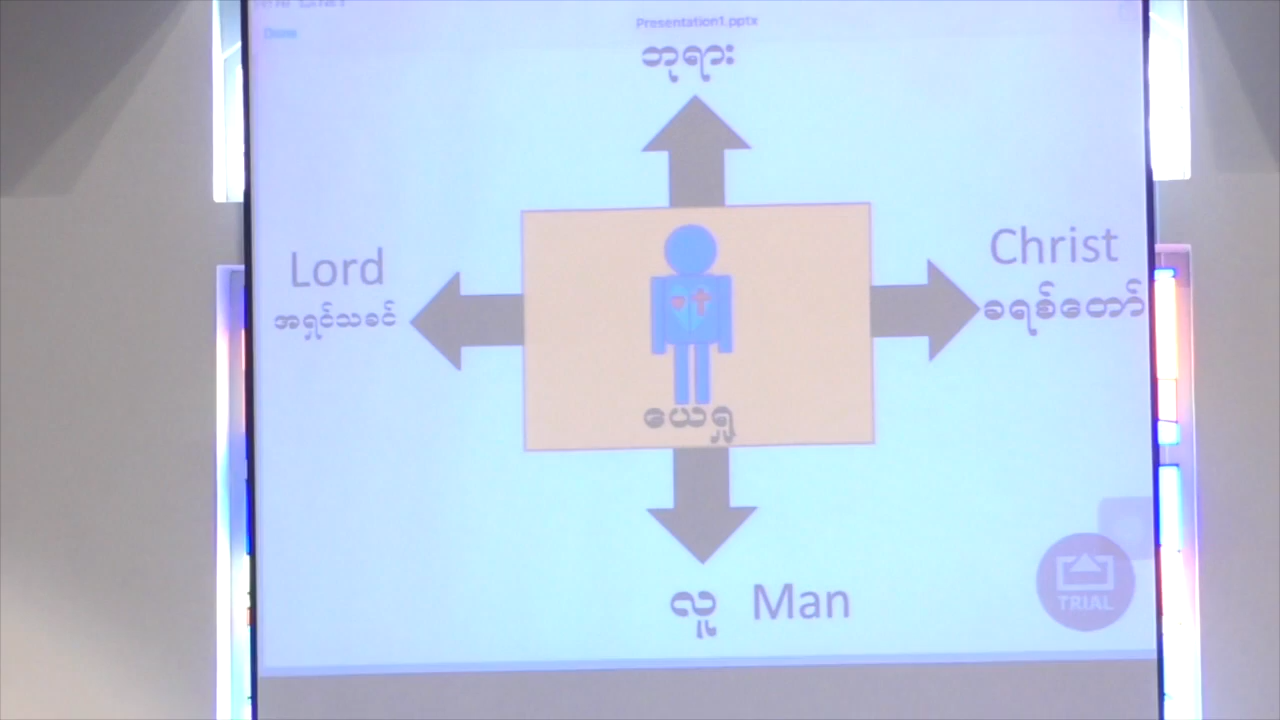 Presentation1.pptx
Done
ဘုရား
Lord
အရှင်သခင်
Christ
ခရစ်တော်
ယေရှု
လူ Man
TRIAL